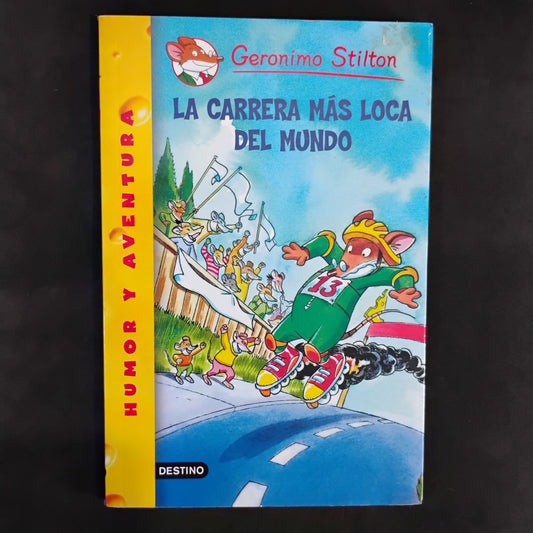 Geronimo Stilton
LA CARRERA MÁS LOCA
DEL MUNDO
HUMOR Y AVENTURA
13
DESTINO